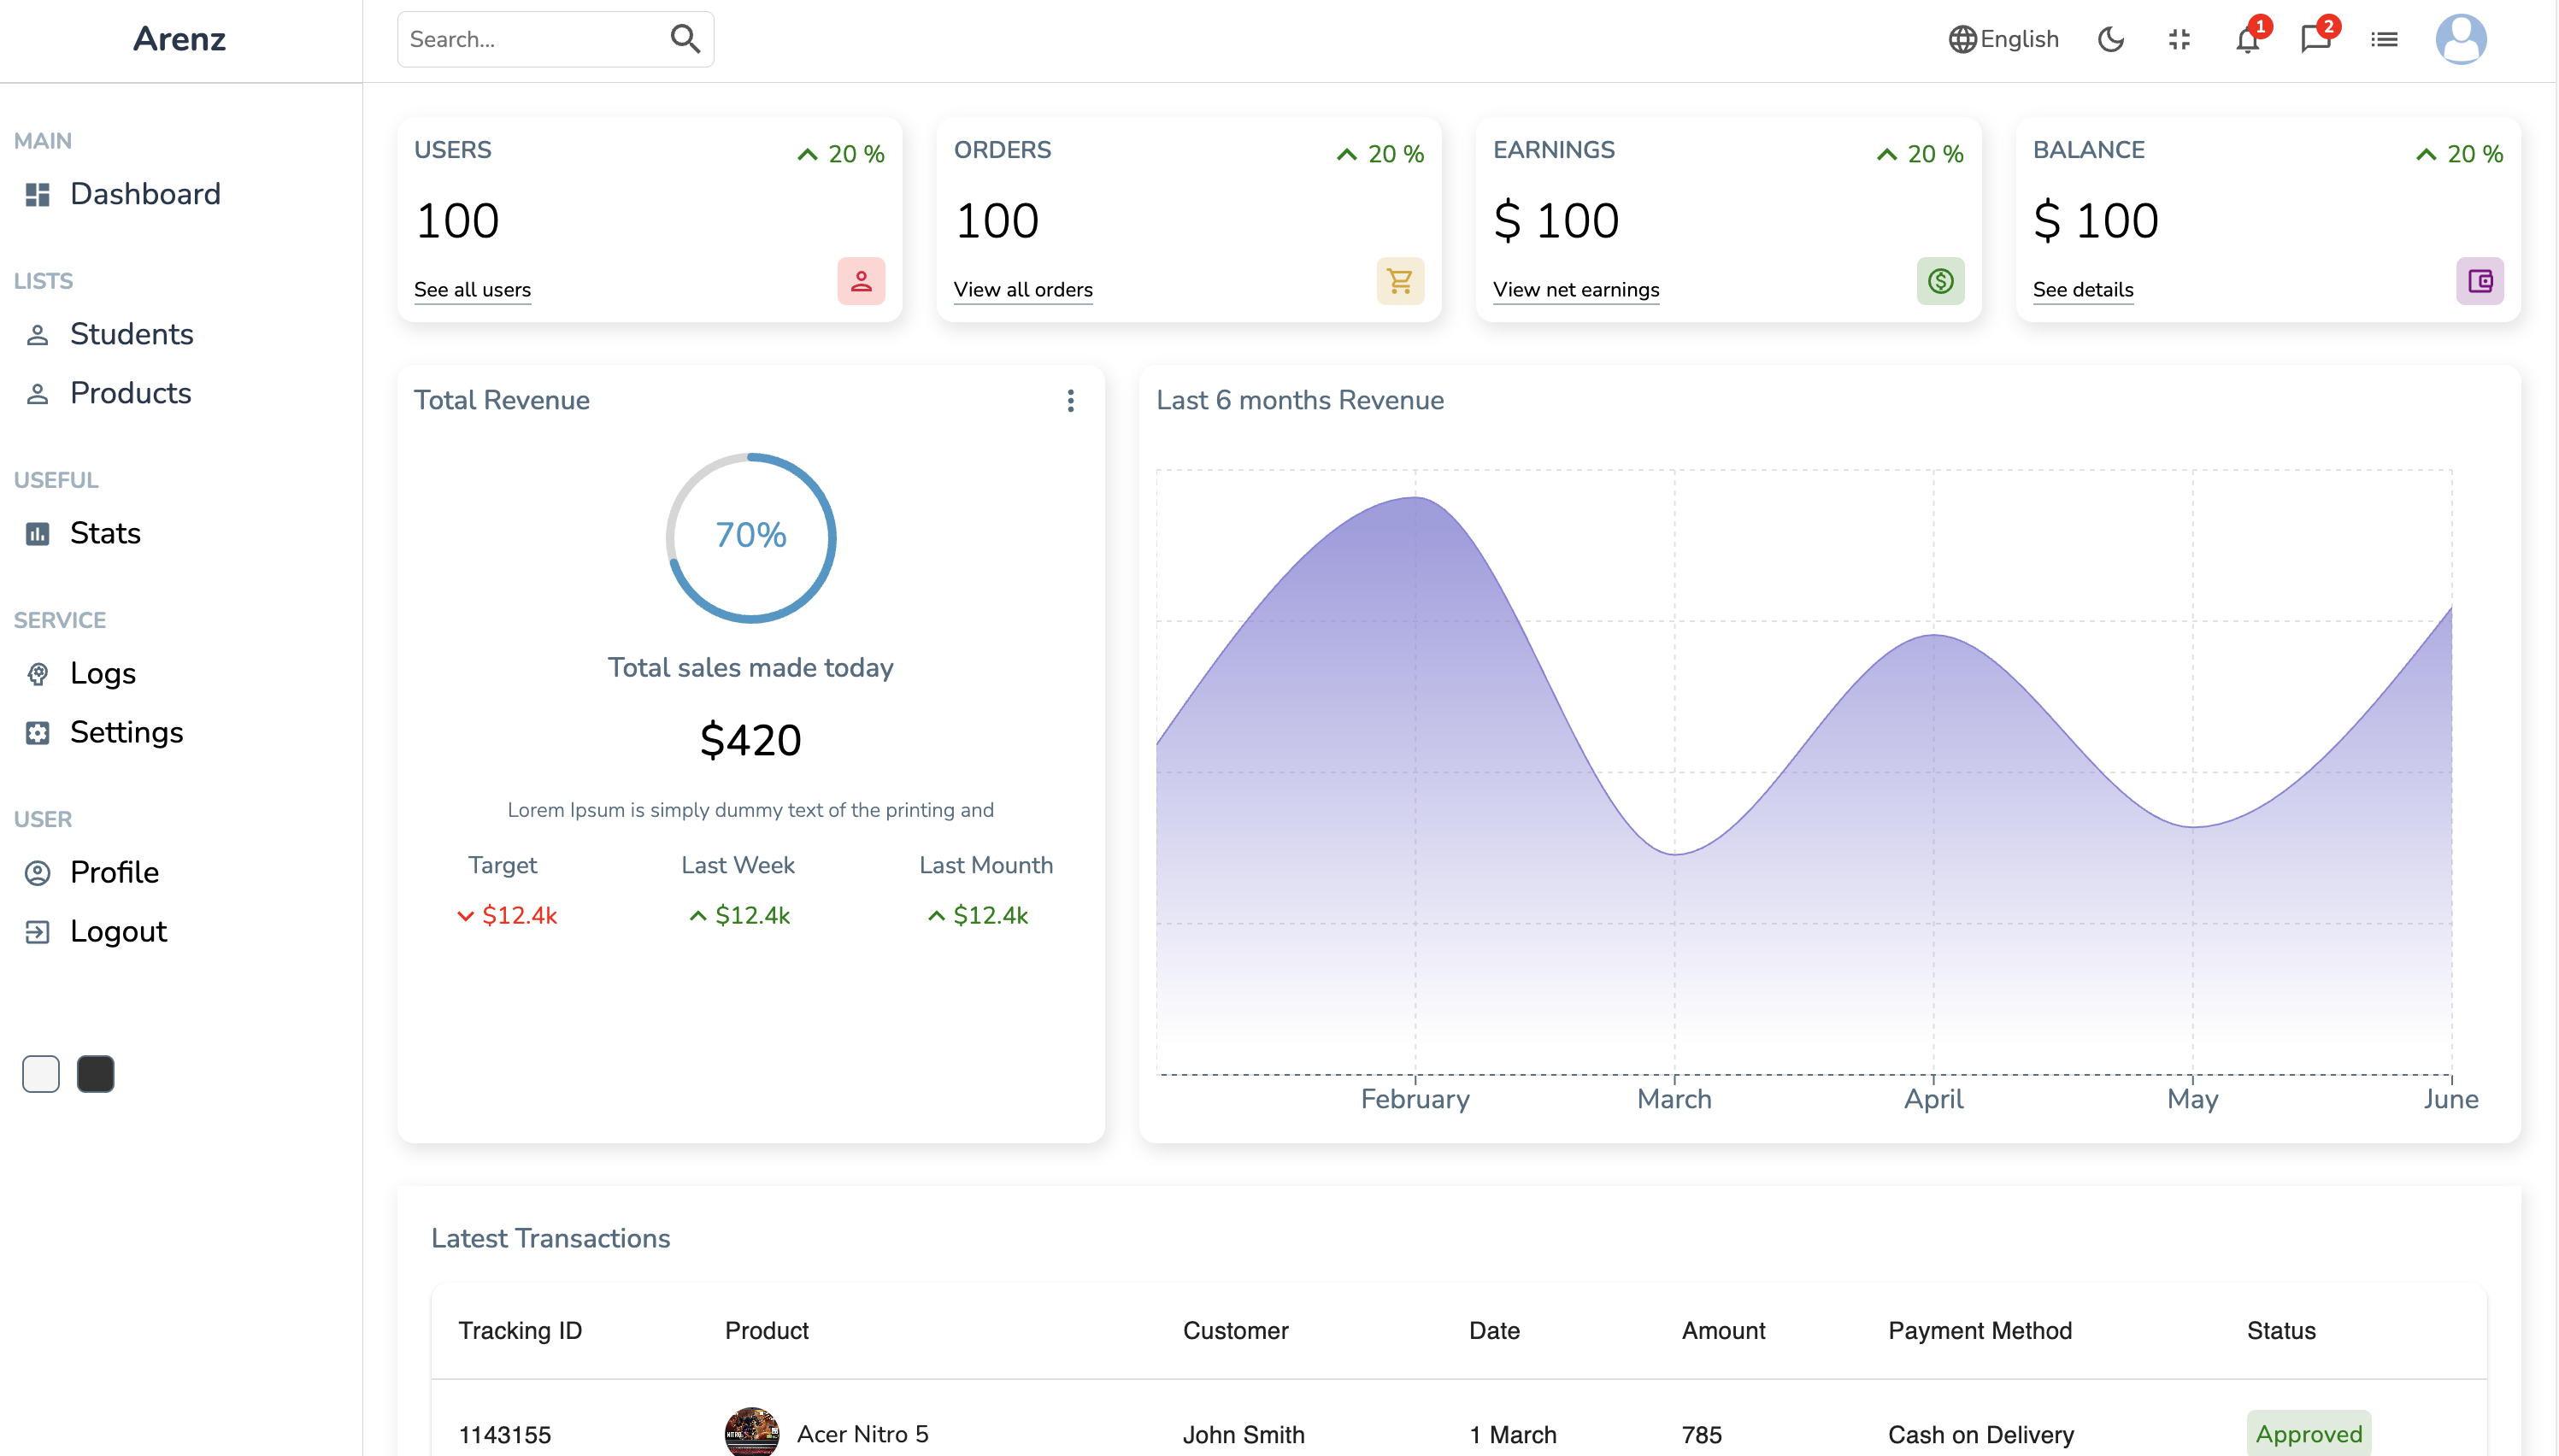 Arenz
Search...
English
1
2
MAIN
Dashboard
LISTS
Students
Products
USEFUL
Stats
SERVICE
Logs
Settings
USER
Profile
Logout
USERS
20 %
100
See all users
ORDERS
20 %
100
View all orders
EARNINGS
20 %
$ 100
View net earnings
BALANCE
20 %
$ 100
See details
Total Revenue
70%
Total sales made today
$420
Lorem Ipsum is simply dummy text of the printing and
Target Last Week Last Mounth
$12.4k $12.4k $12.4k
Last 6 months Revenue
February March April May June
Latest Transactions
Tracking ID Product Customer Date Amount Payment Method Status
1143155 Acer Nitro 5 John Smith 1 March 785 Cash on Delivery Approved